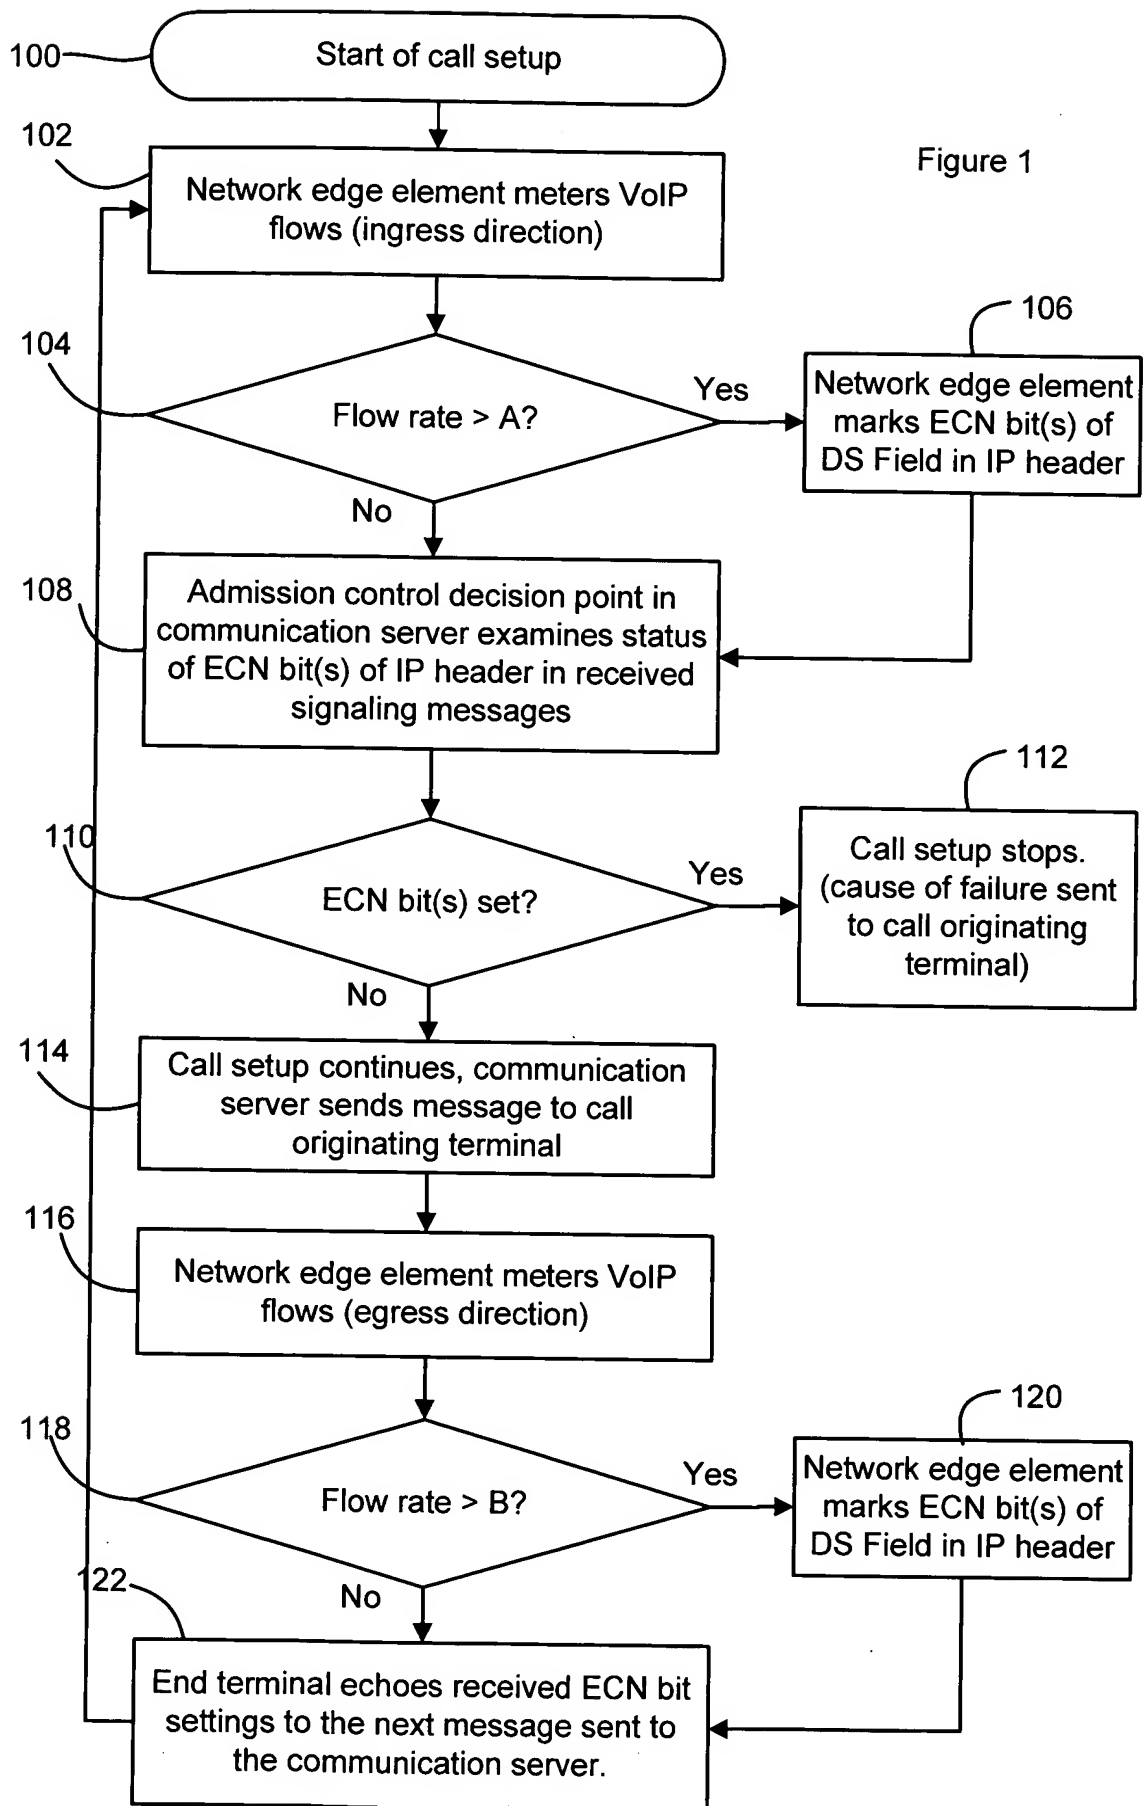 100
Start of call setup
102
Figure 1
Network edge element meters VoIP
flows (ingress direction)
106
104
Flow rate > A?
Yes
Network edge element
marks ECN bit(s) of
DS Field in IP header
No
108
Admission control decision point in
communication server examines status
of ECN bit(s) of IP header in received
signaling messages
112
110
ECN bit(s) set?
Yes
Call setup stops.
(cause of failure sent
to call originating
terminal)
No
114
Call setup continues, communication
server sends message to call
originating terminal
116
Network edge element meters VoIP
flows (egress direction)
120
118
Flow rate > B?
Yes
Network edge element
marks ECN bit(s) of
DS Field in IP header
No
122
End terminal echoes received ECN bit
settings to the next message sent to
the communication server.